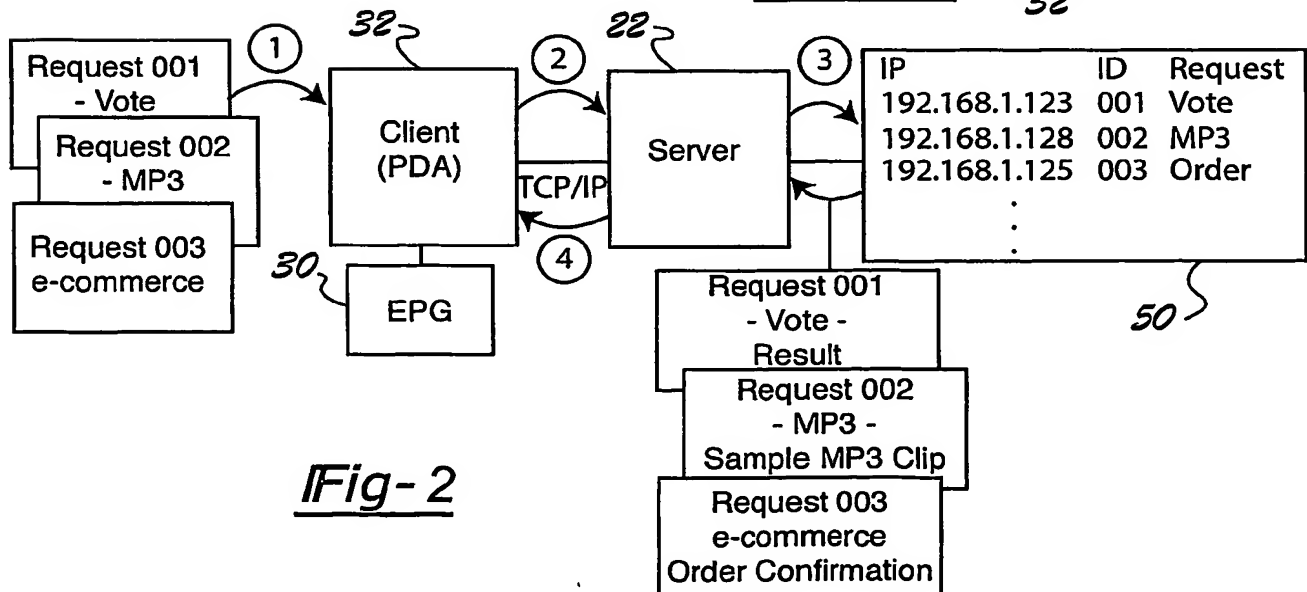 32
32
22
1
2
3
Request 001
- Vote
Request 002
- MP3
Request 003
e-commerce
Client
(PDA)
TCP/IP
4
Server
IP ID Request
192.168.1.123 001 Vote
192.168.1.128 002 MP3
192.168.1.125 003 Order
30
EPG
50
Request 001
- Vote -
Result
Request 002
- MP3 -
Sample MP3 Clip
Request 003
e-commerce
Order Confirmation
Fig-2